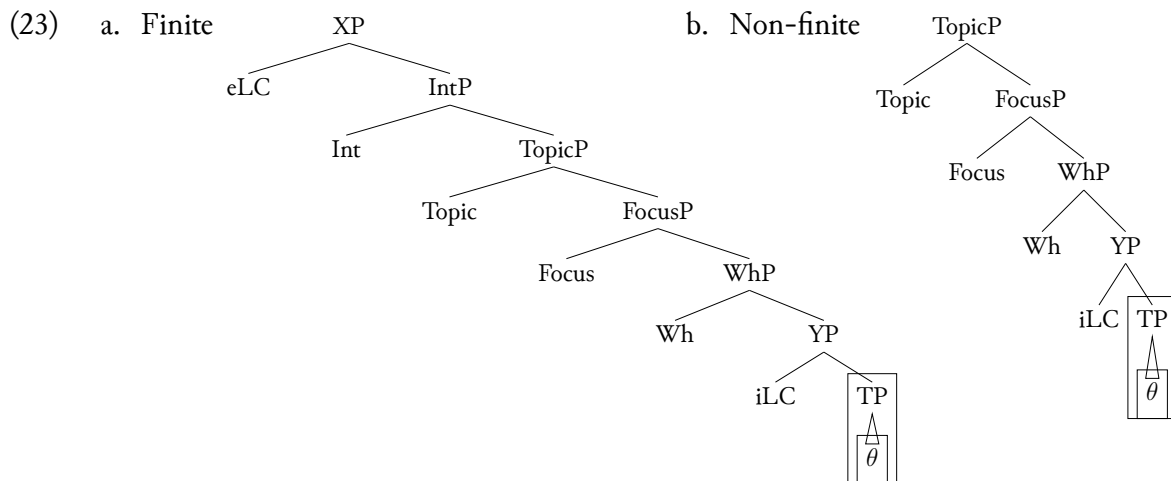 (23) a. Finite XP b. Non-finite TopicP
eLC IntP Topic FocusP
Int TopicP Focus WhP
Topic FocusP Wh YP
Focus WhP iLC TP
Wh YP θ
iLC TP
θ